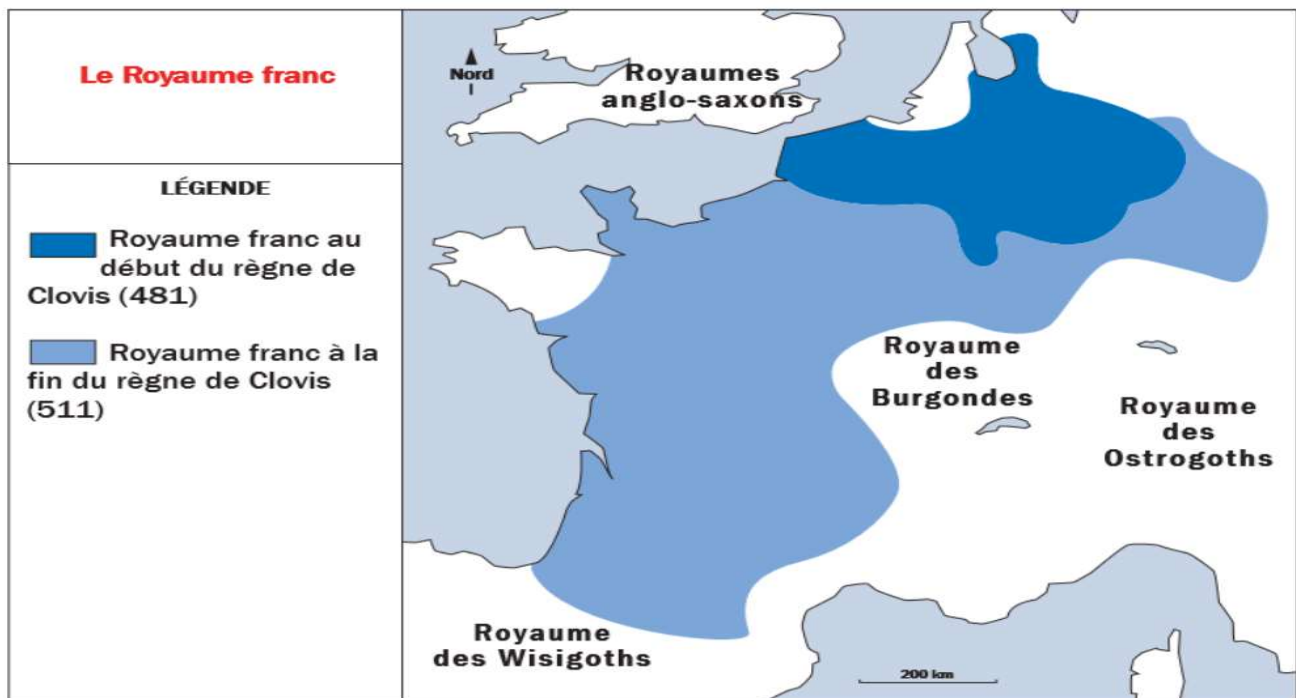 Le Royaume franc
LÉGENDE
Royaume franc au
début du règne de
Clovis (481)
Royaume franc à la
fin du règne de Clovis
(511)
Nord
Royaumes
anglo-saxons
Royaume
des
Burgondes
Royaume
des
Ostrogoths
Royaume
des Wisigoths
200 km